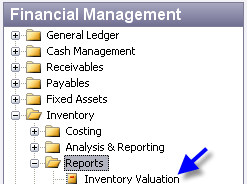 Financial Management
General Ledger
Cash Management
Receivables
Payables
Fixed Assets
Inventory
Costing
Analysis & Reporting
Reports
Inventory Valuation